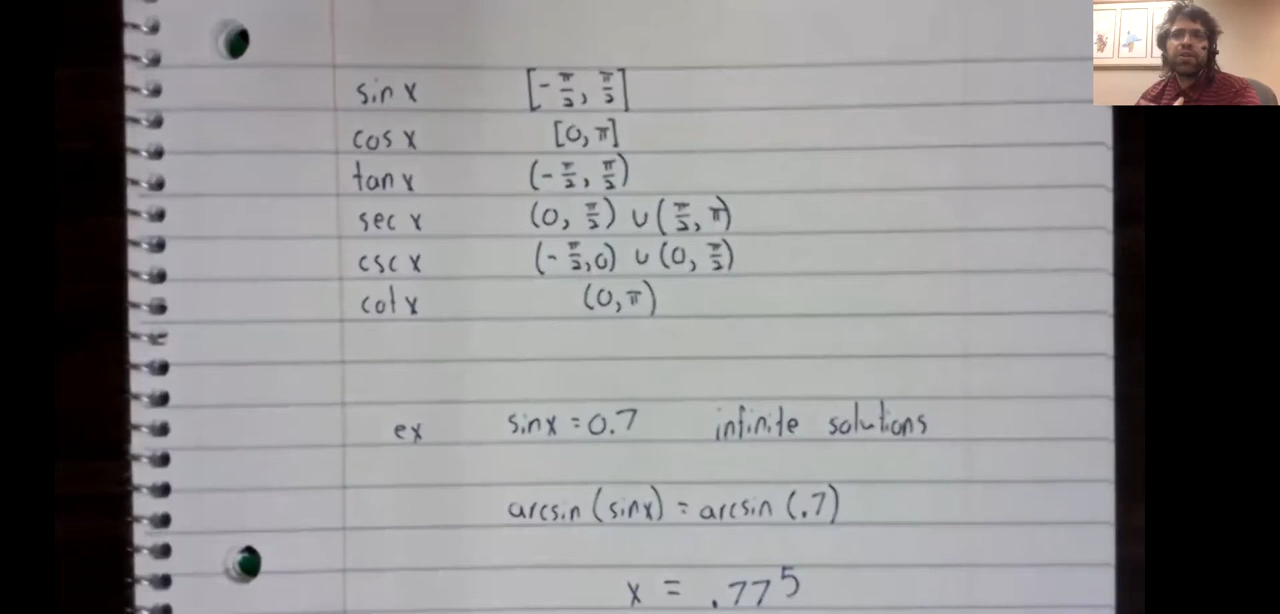 sin x [-π/2, π/2]
cos x [0, π]
tan x (-π/2, π/2)
sec x (0, π/2) ∪ (π/2, π)
csc x (-π/2, 0) ∪ (0, π/2)
cot x (0, π)
ex sin x = 0.7 infinite solutions
arcsin (sin x) = arcsin (.7)
x = .775